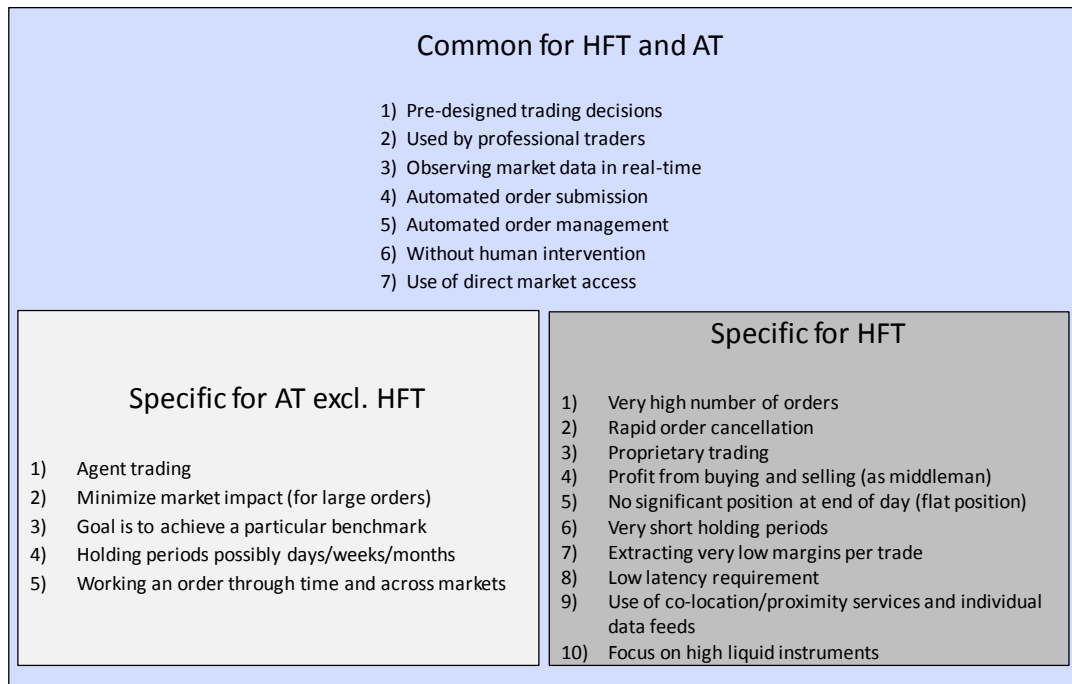 Common for HFT and AT
1) Pre-designed trading decisions
2) Used by professional traders
3) Observing market data in real-time
4) Automated order submission
5) Automated order management
6) Without human intervention
7) Use of direct market access
Specific for AT excl. HFT
1) Agent trading
2) Minimize market impact (for large orders)
3) Goal is to achieve a particular benchmark
4) Holding periods possibly days/weeks/months
5) Working an order through time and across markets
Specific for HFT
1) Very high number of orders
2) Rapid order cancellation
3) Proprietary trading
4) Profit from buying and selling (as middleman)
5) No significant position at end of day (flat position)
6) Very short holding periods
7) Extracting very low margins per trade
8) Low latency requirement
9) Use of co-location/proximity services and individual
data feeds
10) Focus on high liquid instruments